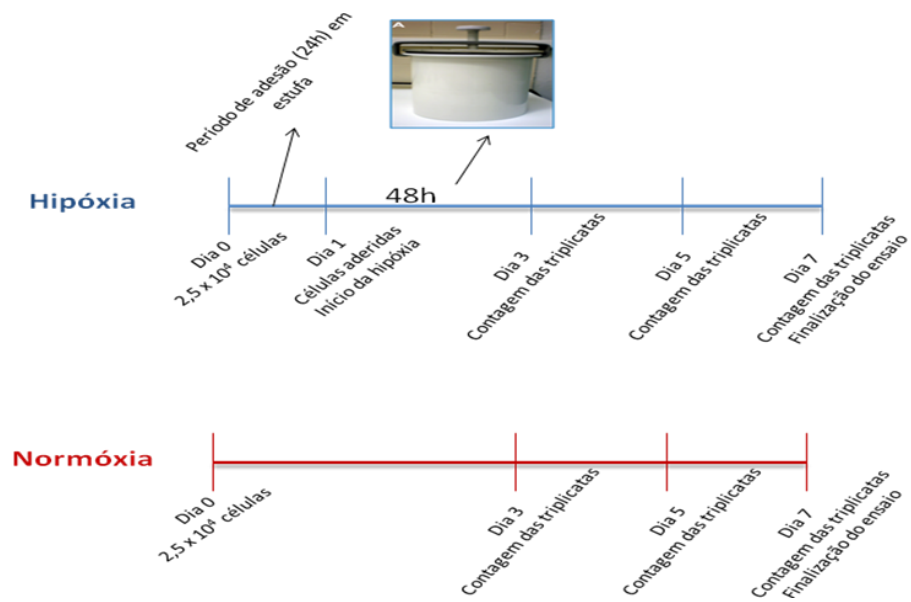 Período de adesão (24h) em
estufa
A
Hipóxia
48h
Dia 0
2,5 x 10⁴ células
Dia 1
Células aderidas
Início da hipóxia
Dia 3
Contagem das triplicatas
Dia 5
Contagem das triplicatas
Dia 7
Contagem das triplicatas
Finalização do ensaio
Normóxia
Dia 0
2,5 x 10⁴ células
Dia 3
Contagem das triplicatas
Dia 5
Contagem das triplicatas
Dia 7
Contagem das triplicatas
Finalização do ensaio